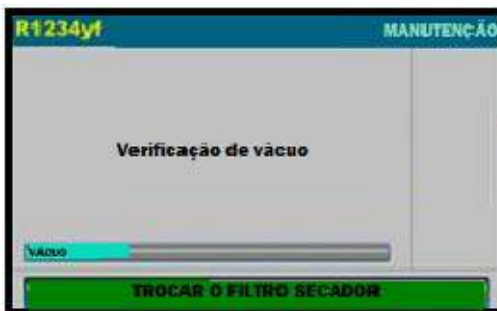 R1234yf
MANUTENÇÃO
Verificação de vácuo
VÁCUO
TROCAR O FILTRO SECADOR